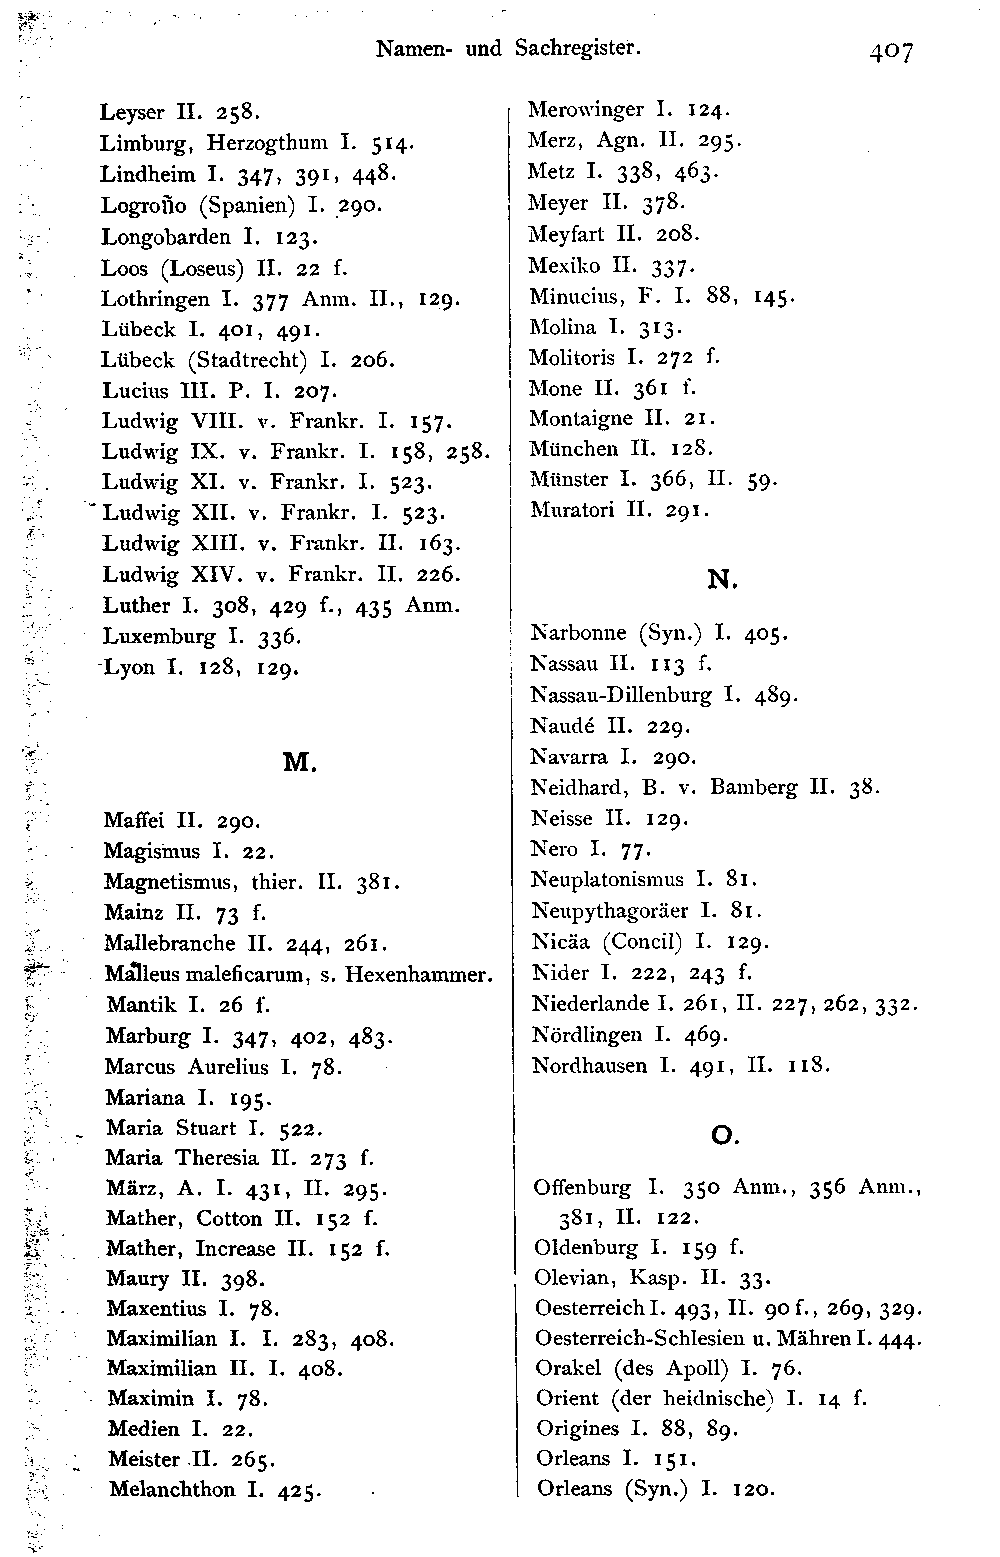 Namen- und Sachregister. 407
Leyser II. 258.
Limburg, Herzogthum I. 514.
Lindheim I. 347, 391, 448.
Logroño (Spanien) I. 290.
Longobarden I. 123.
Loos (Loseus) II. 22 f.
Lothringen I. 377 Anm. II., 129.
Lübeck I. 401, 491.
Lübeck (Stadtrecht) I. 206.
Lucius III. P. I. 207.
Ludwig VIII. v. Frankr. I. 157.
Ludwig IX. v. Frankr. I. 158, 258.
Ludwig XI. v. Frankr. I. 523.
Ludwig XII. v. Frankr. I. 523.
Ludwig XIII. v. Frankr. II. 163.
Ludwig XIV. v. Frankr. II. 226.
Luther I. 308, 429 f., 435 Anm.
Luxemburg I. 336.
Lyon I. 128, 129.
M.
Maffei II. 290.
Magismus I. 22.
Magnetismus, thier. II. 381.
Mainz II. 73 f.
Mallebranche II. 244, 261.
Malleus maleficarum, s. Hexenhammer.
Mantik I. 26 f.
Marburg I. 347, 402, 483.
Marcus Aurelius I. 78.
Mariana I. 195.
Maria Stuart I. 522.
Maria Theresia II. 273 f.
März, A. I. 431, II. 295.
Mather, Cotton II. 152 f.
Mather, Increase II. 152 f.
Maury II. 398.
Maxentius I. 78.
Maximilian I. I. 283, 408.
Maximilian II. I. 408.
Maximin I. 78.
Medien I. 22.
Meister II. 265.
Melanchthon I. 425.
Merowinger I. 124.
Merz, Agn. II. 295.
Metz I. 338, 463.
Meyer II. 378.
Meyfart II. 208.
Mexiko II. 337.
Minucius, F. I. 88, 145.
Molina I. 313.
Molitoris I. 272 f.
Mone II. 361 f.
Montaigne II. 21.
München II. 128.
Münster I. 366, II. 59.
Muratori II. 291.
N.
Narbonne (Syn.) I. 405.
Nassau II. 113 f.
Nassau-Dillenburg I. 489.
Naudé II. 229.
Navarra I. 290.
Neidhard, B. v. Bamberg II. 38.
Neisse II. 129.
Nero I. 77.
Neuplatonismus I. 81.
Neupythagoräer I. 81.
Nicäa (Concil) I. 129.
Nider I. 222, 243 f.
Niederlande I. 261, II. 227, 262, 332.
Nördlingen I. 469.
Nordhausen I. 491, II. 118.
O.
Offenburg I. 350 Anm., 356 Anm.,
381, II. 122.
Oldenburg I. 159 f.
Olevian, Kasp. II. 33.
Oesterreich I. 493, II. 90 f., 269, 329.
Oesterreich-Schlesien u. Mähren I. 444.
Orakel (des Apoll) I. 76.
Orient (der heidnische) I. 14 f.
Origines I. 88, 89.
Orleans I. 151.
Orleans (Syn.) I. 120.